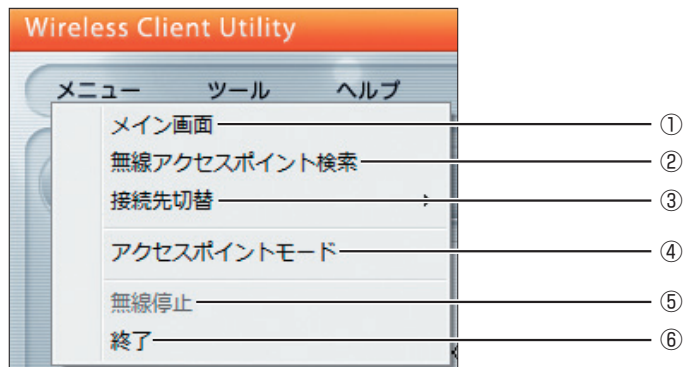 Wireless Client Utility
メニュー ツール ヘルプ
メイン画面 ①
無線アクセスポイント検索 ②
接続先切替 ③
アクセスポイントモード ④
無線停止 ⑤
終了 ⑥